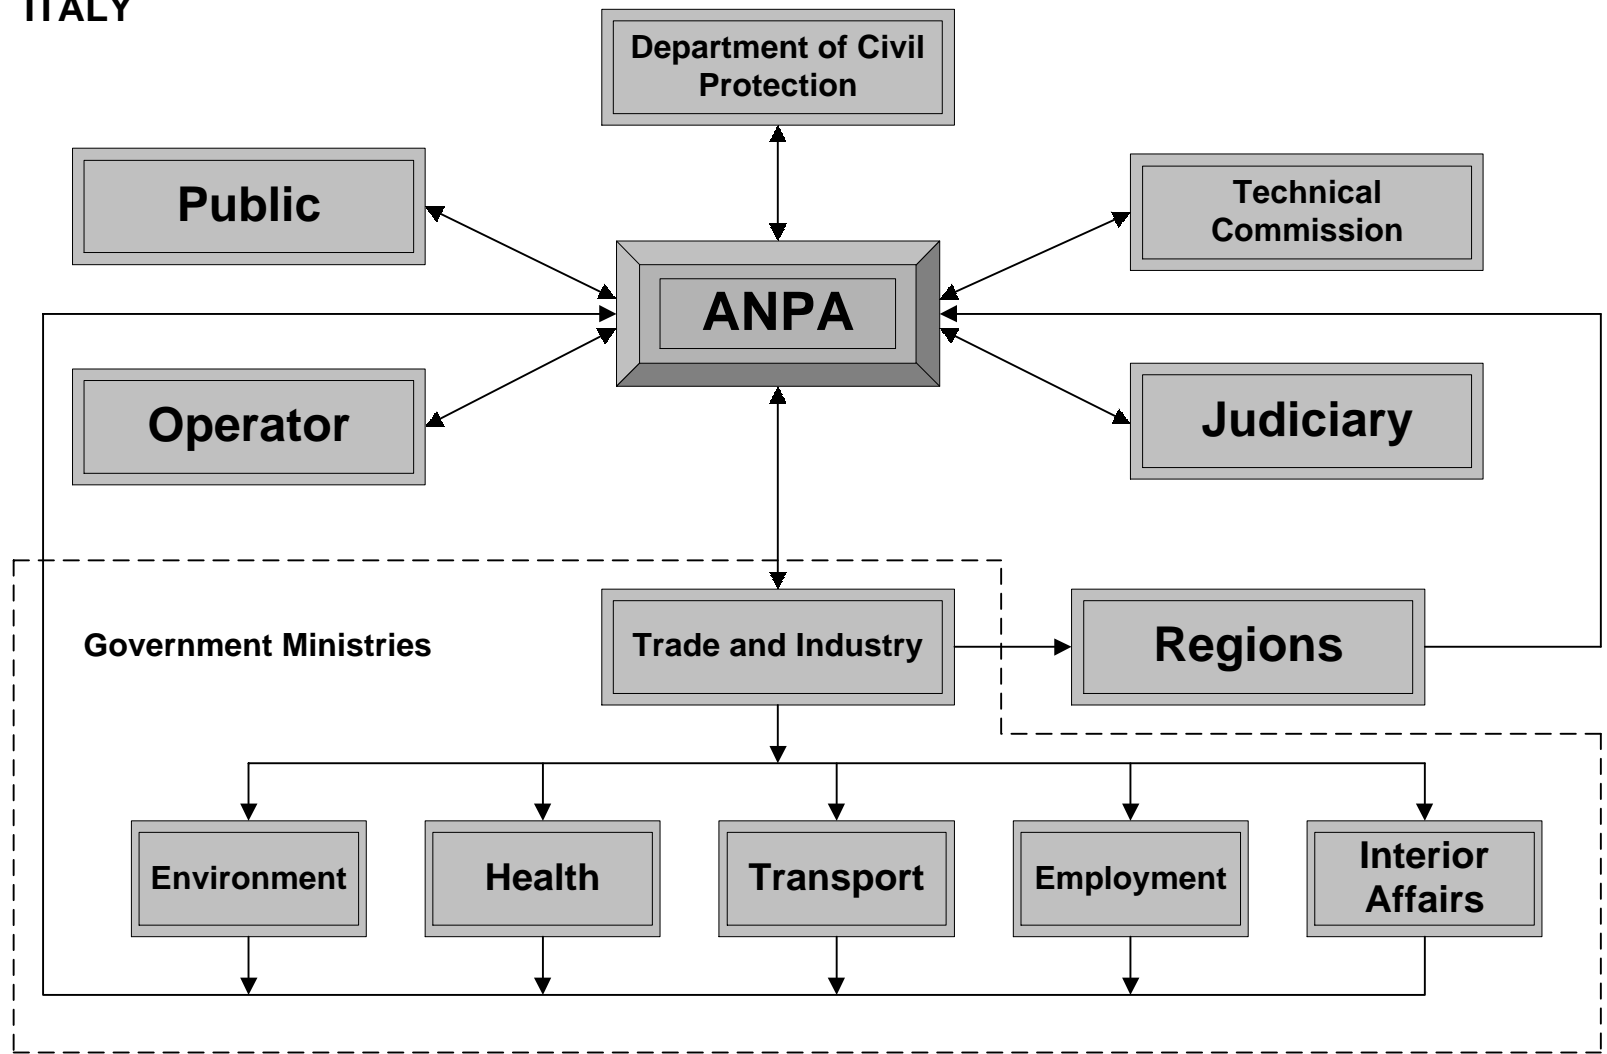 ITALY
Department of Civil
Protection
Public
Technical
Commission
ANPA
Operator
Judiciary
Government Ministries
Trade and Industry
Regions
Environment
Health
Transport
Employment
Interior
Affairs